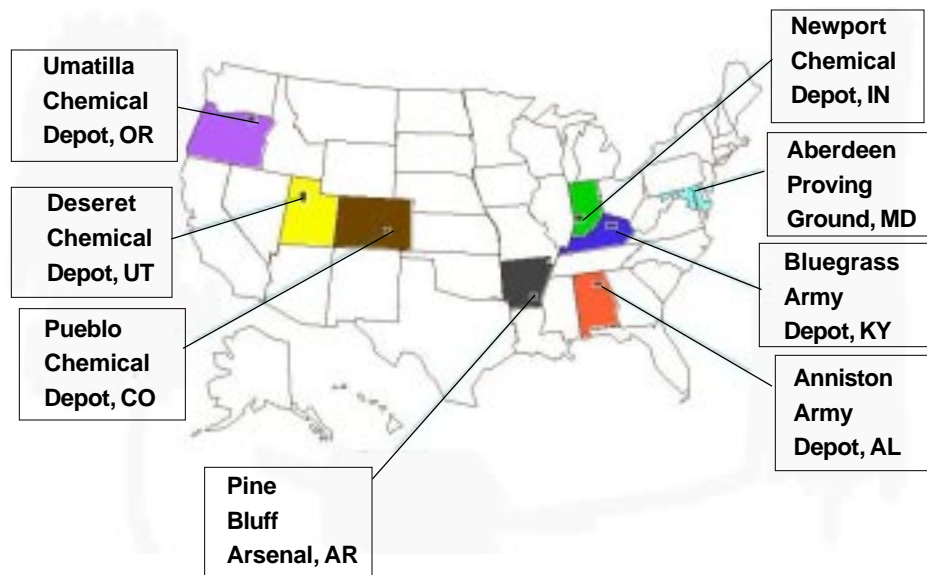 Umatilla
Chemical
Depot, OR
Deseret
Chemical
Depot, UT
Pueblo
Chemical
Depot, CO
Pine
Bluff
Arsenal, AR
Newport
Chemical
Depot, IN
Aberdeen
Proving
Ground, MD
Bluegrass
Army
Depot, KY
Anniston
Army
Depot, AL